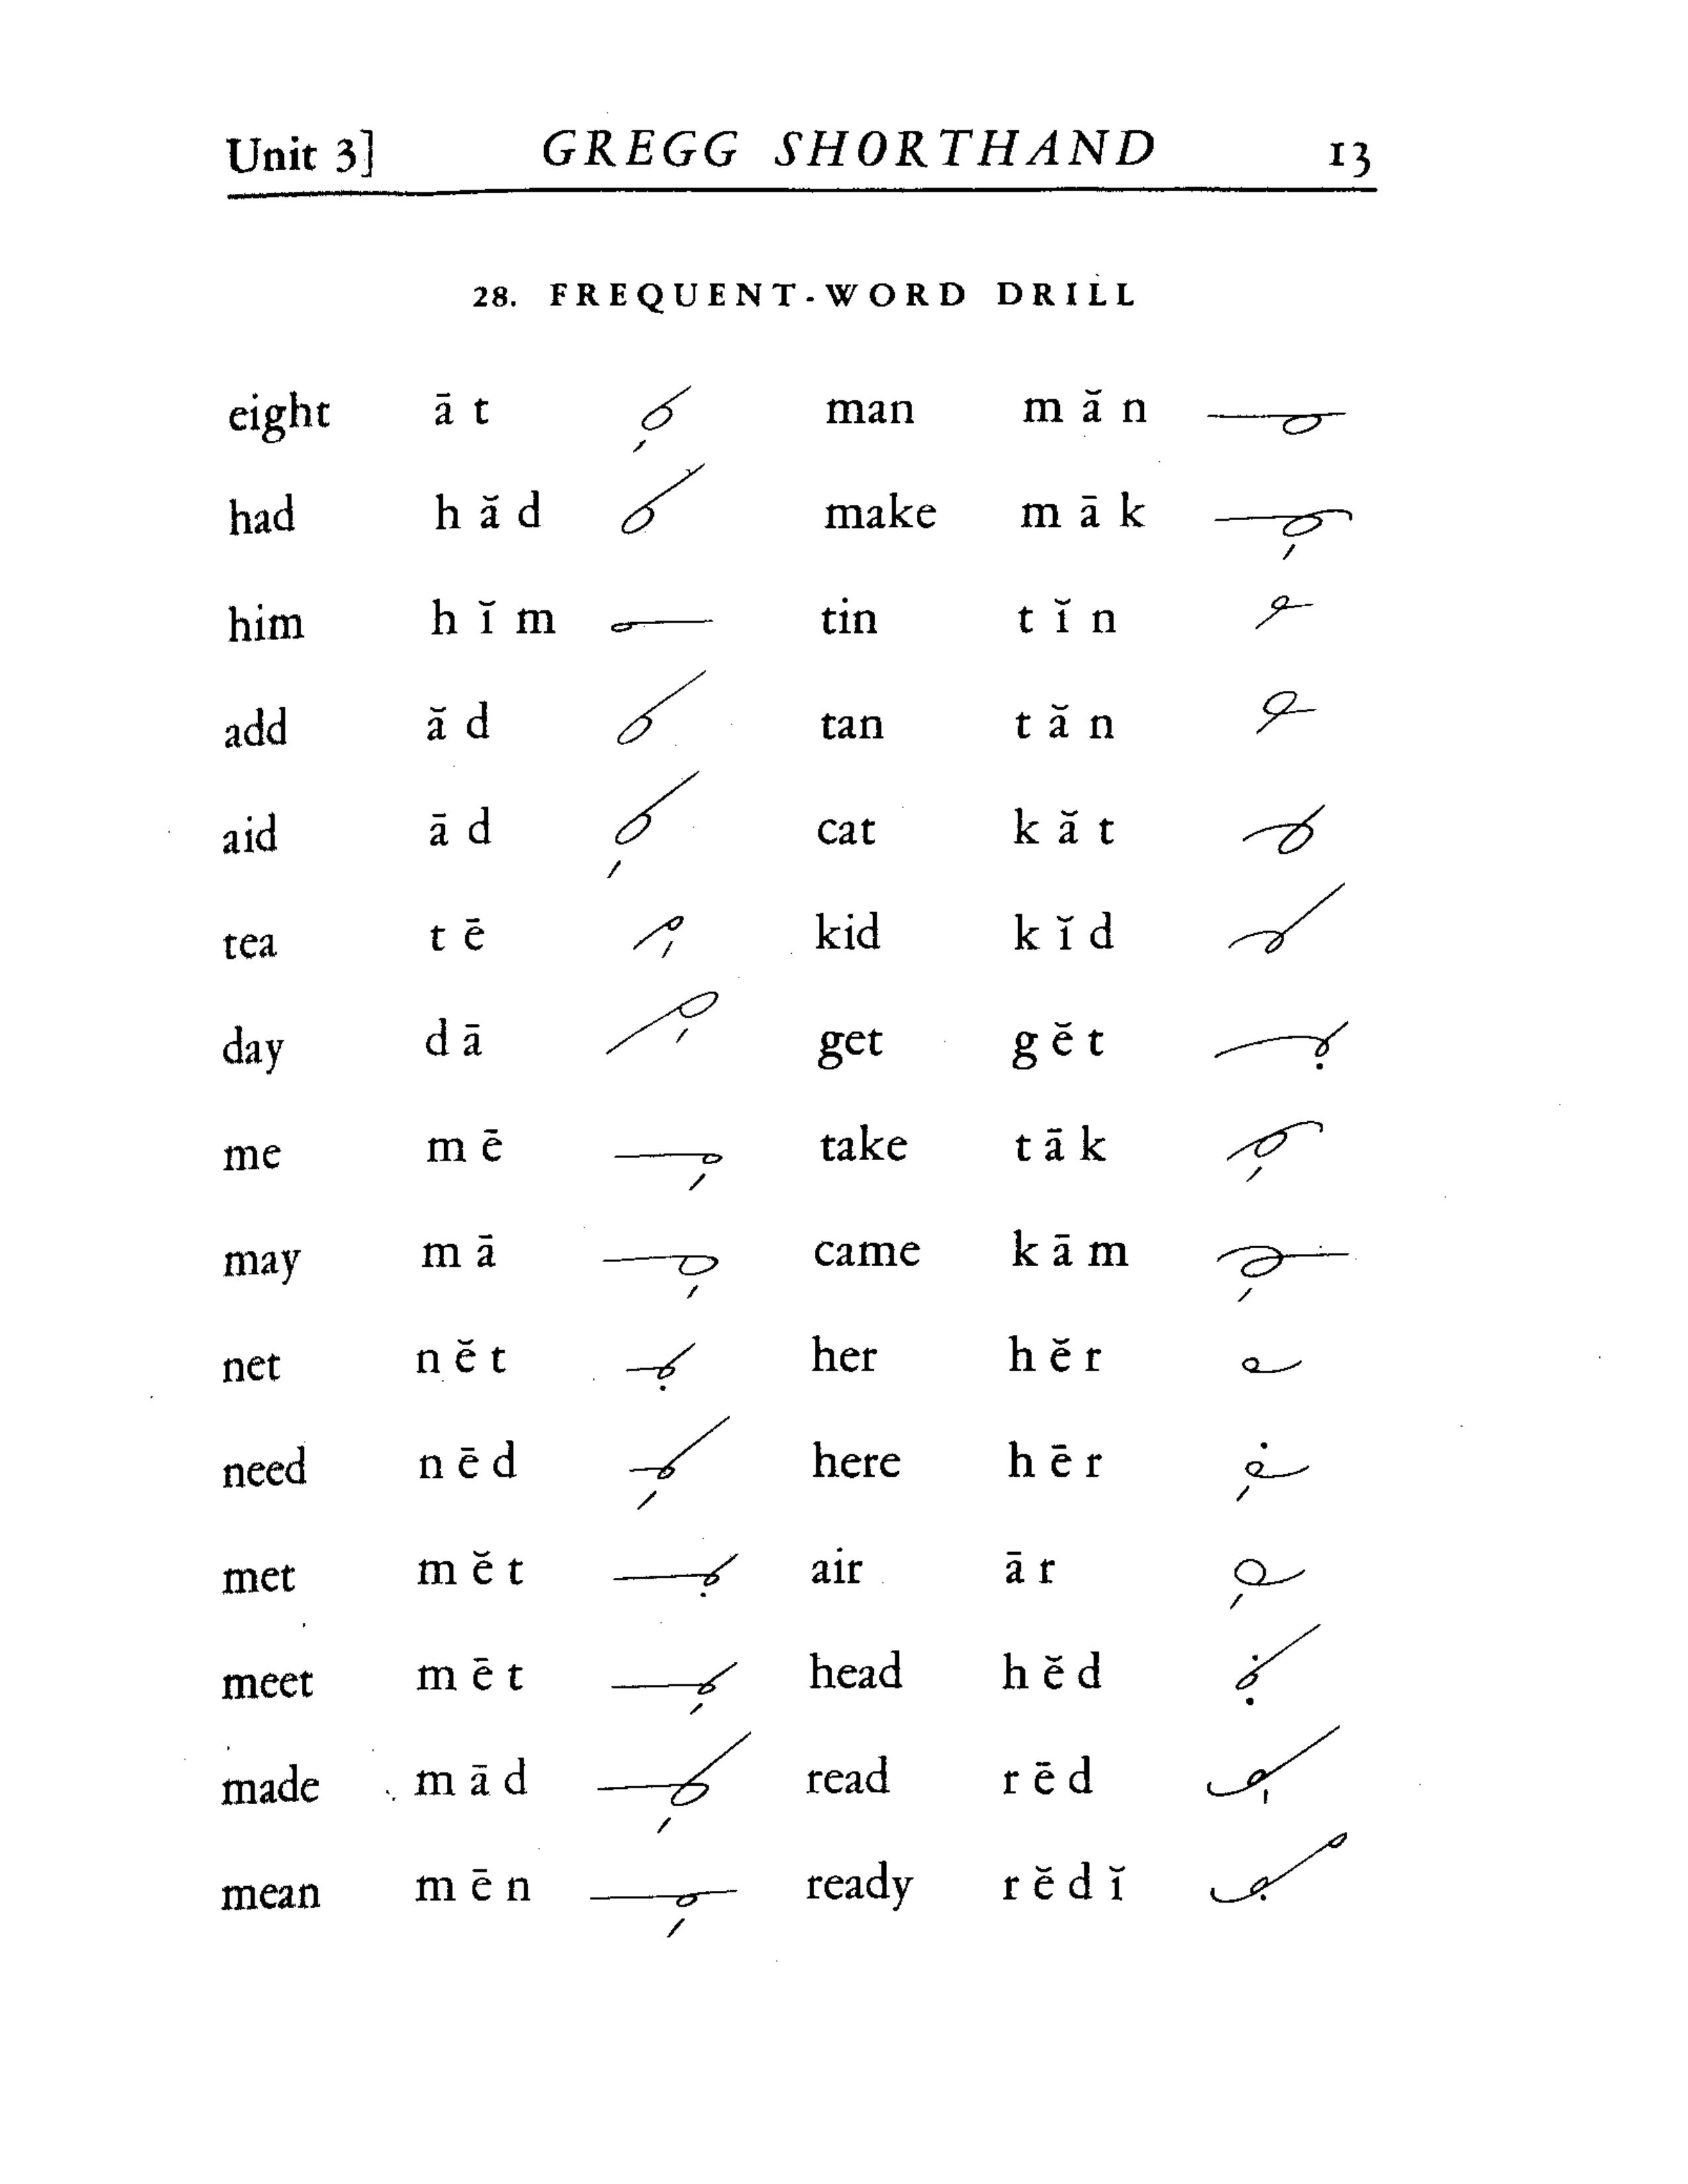 Unit 3] GREGG SHORTHAND 13
28. FREQUENT-WORD DRILL
eight ā t man m ă n
had h ă d make m ā k
him h ĭ m tin t ĭ n
add ă d tan t ă n
aid ā d cat k ă t
tea t ē kid k ĭ d
day d ā get g ĕ t
me m ē take t ā k
may m ā came k ā m
net n ĕ t her h ĕ r
need n ē d here h ē r
met m ĕ t air ā r
meet m ē t head h ĕ d
made m ā d read r ē d
mean m ē n ready r ĕ d ĭ